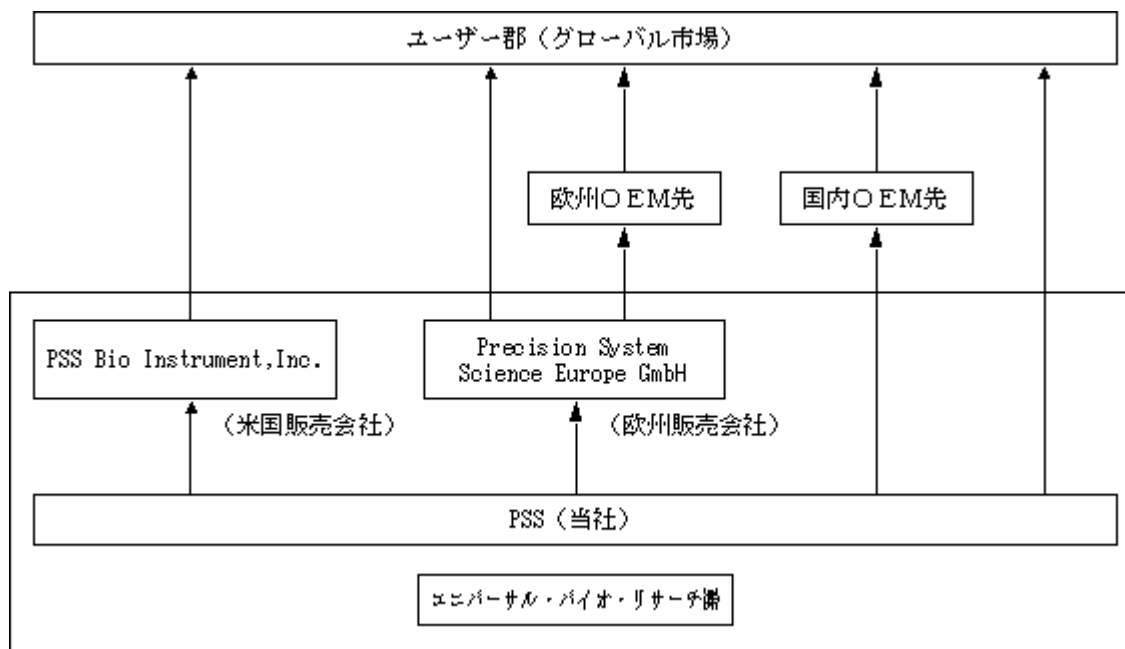 ユーザー郡（グローバル市場）
欧州ＯＥＭ先
国内ＯＥＭ先
PSS Bio Instrument,Inc.
Precision System
Science Europe GmbH
（米国販売会社）
（欧州販売会社）
PSS（当社）
ユニバーサル・バイオ・リサーチ㈱